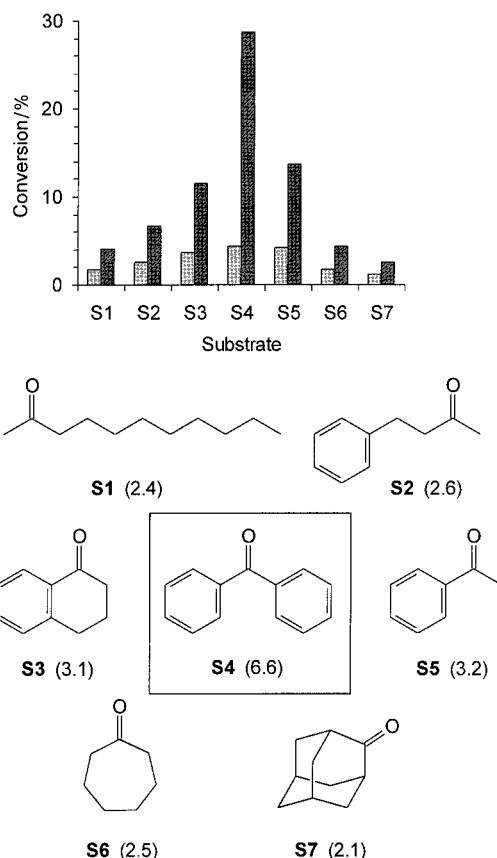 30
20
10
0
Conversion/%
S1 S2 S3 S4 S5 S6 S7
Substrate
O
O
S1 (2.4)
S2 (2.6)
O
O
O
S3 (3.1)
S4 (6.6)
S5 (3.2)
O
O
S6 (2.5)
S7 (2.1)